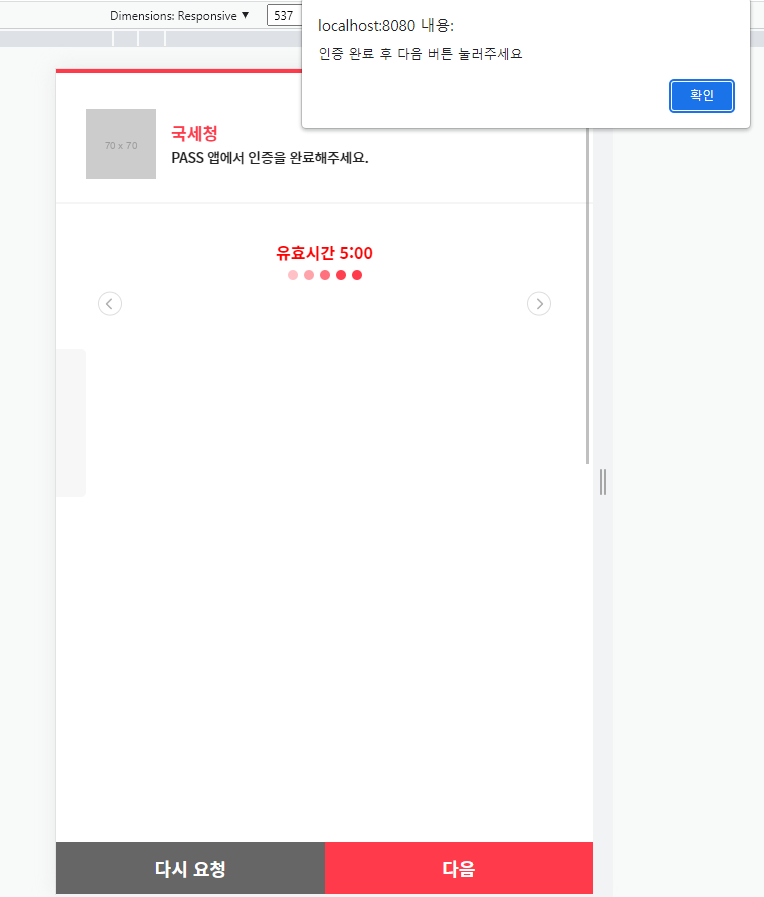 Dimensions: Responsive ▼ 537
localhost:8080 내용:
인증 완료 후 다음 버튼 눌러주세요
확인
70 x 70
국세청
PASS 앱에서 인증을 완료해주세요.
유효시간 5:00
다시 요청 다음